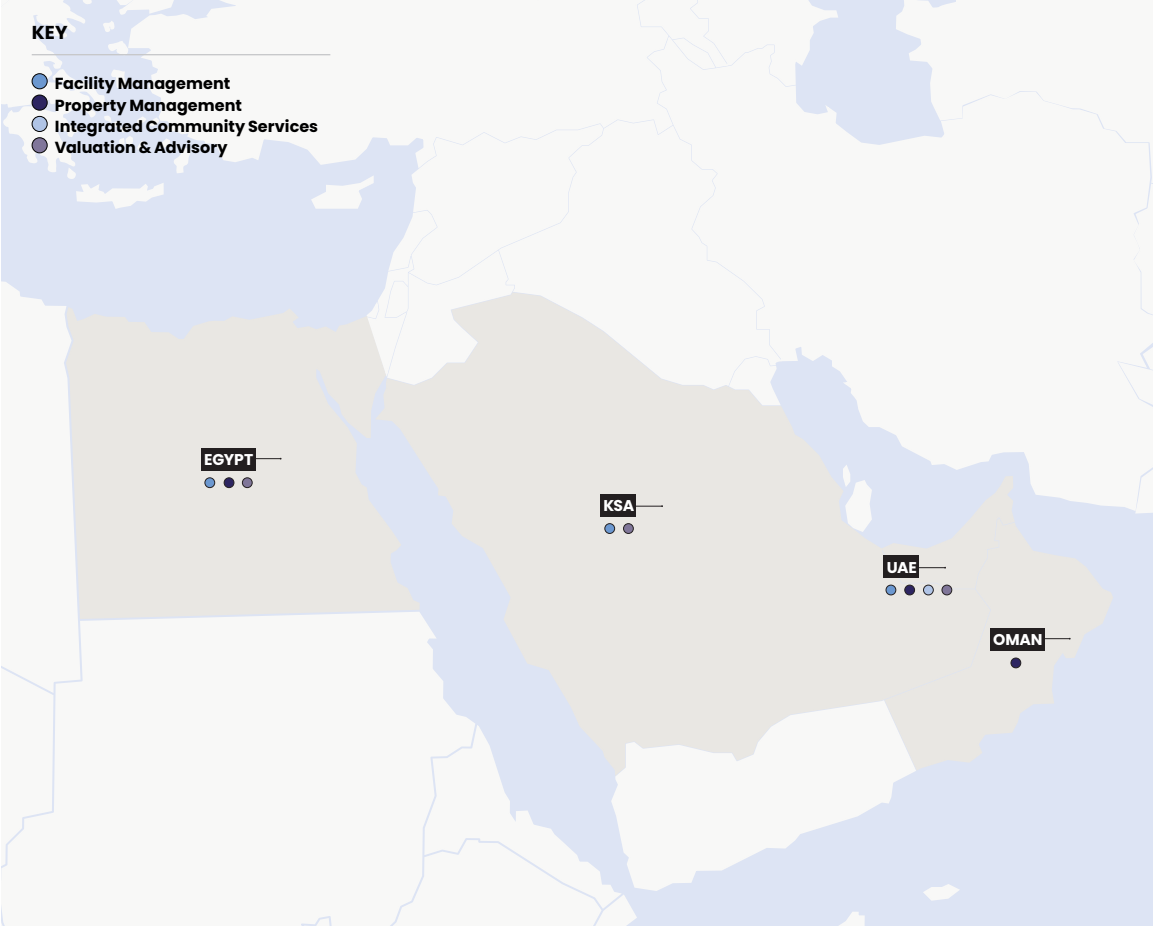 KEY
Facility Management
Property Management
Integrated Community Services
Valuation & Advisory
EGYPT
KSA
UAE
OMAN